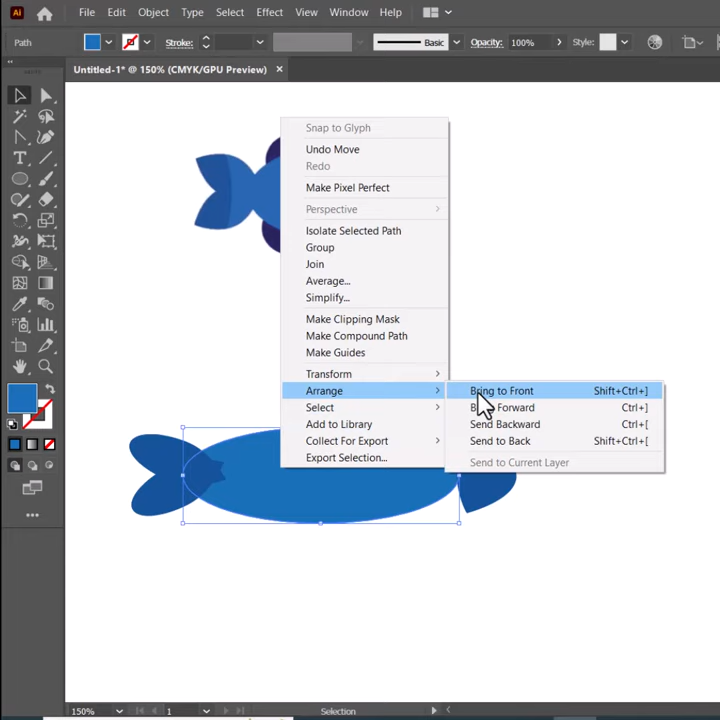 Ai File Edit Object Type Select Effect View Window Help
Path Stroke: Basic Opacity: 100% Style:
Untitled-1* @ 150% (CMYK/GPU Preview) ×
Snap to Glyph
Undo Move
Redo
Make Pixel Perfect
Perspective
Isolate Selected Path
Group
Join
Average...
Simplify...
Make Clipping Mask
Make Compound Path
Make Guides
Transform
Arrange
Select
Add to Library
Collect For Export
Export Selection...
Bring to Front Shift+Ctrl+]
Forward Ctrl+]
Send Backward Ctrl+[
Send to Back Shift+Ctrl+[
Send to Current Layer
150% 1 Selection